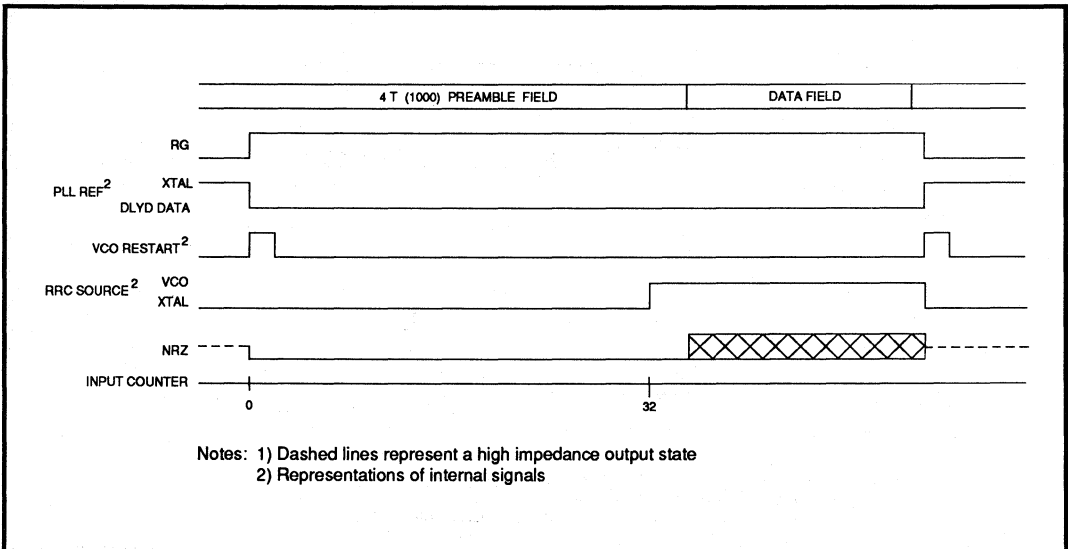 4 T (1000) PREAMBLE FIELD DATA FIELD
RG
PLL REF2 XTAL
DLYD DATA
VCO RESTART2
RRC SOURCE2 VCO
XTAL
NRZ
INPUT COUNTER
0 32
Notes: 1) Dashed lines represent a high impedance output state
2) Representations of internal signals